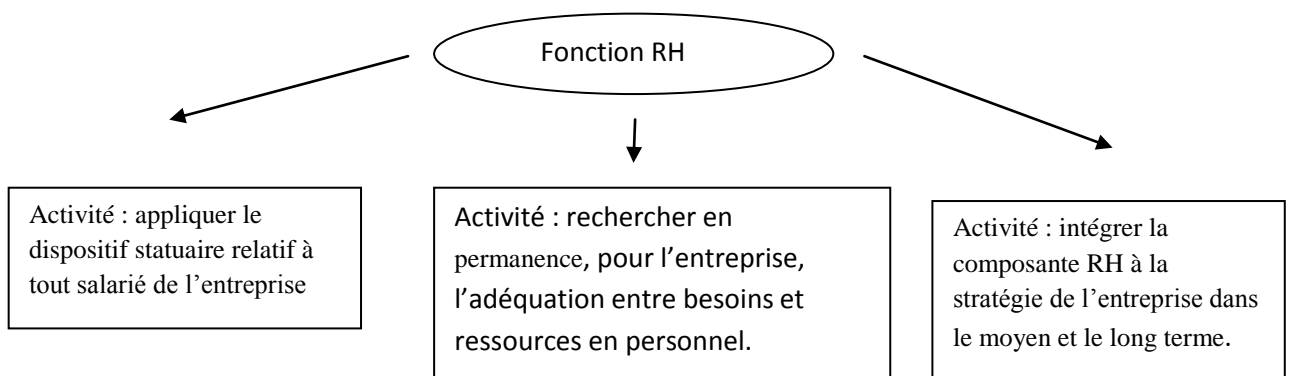 Fonction RH
Activité : appliquer le
dispositif statuaire relatif à
tout salarié de l’entreprise
Activité : rechercher en
permanence, pour l’entreprise,
l’adéquation entre besoins et
ressources en personnel.
Activité : intégrer la
composante RH à la
stratégie de l’entreprise dans
le moyen et le long terme.